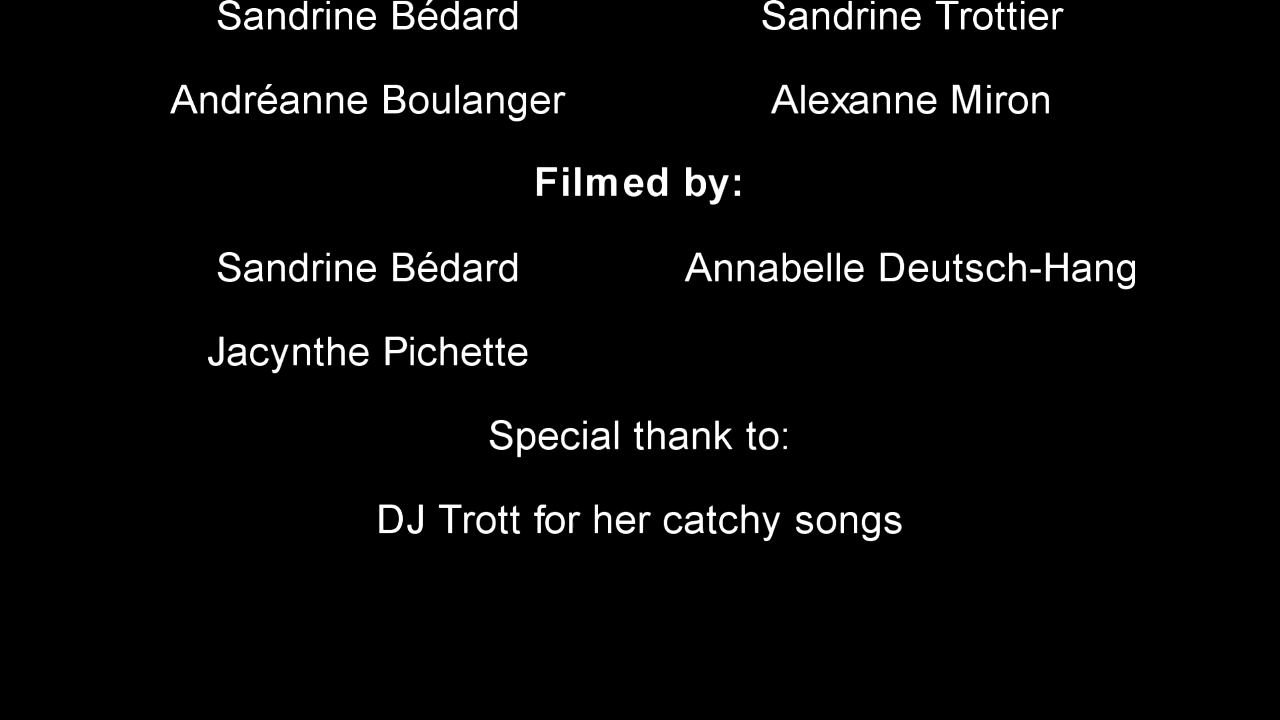 Sandrine Bédard Sandrine Trottier
Andréanne Boulanger Alexanne Miron
Filmed by:
Sandrine Bédard Annabelle Deutsch-Hang
Jacynthe Pichette
Special thank to:
DJ Trott for her catchy songs